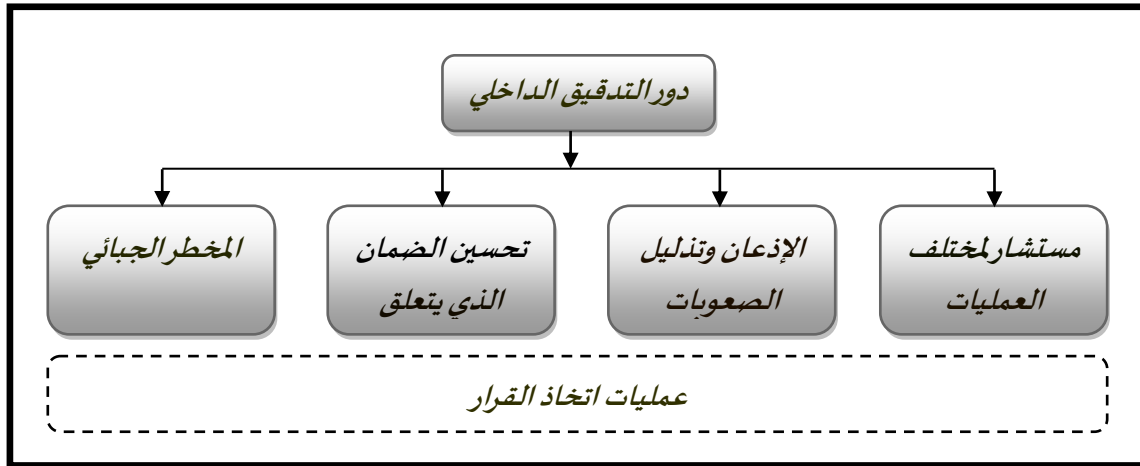 دور التدقيق الداخلي
مستشار لمختلف
العمليات
الإذعان وتذليل
الصعوبات
تحسين الضمان
الذي يتعلق
المخطر الجبائي
عمليات اتخاذ القرار